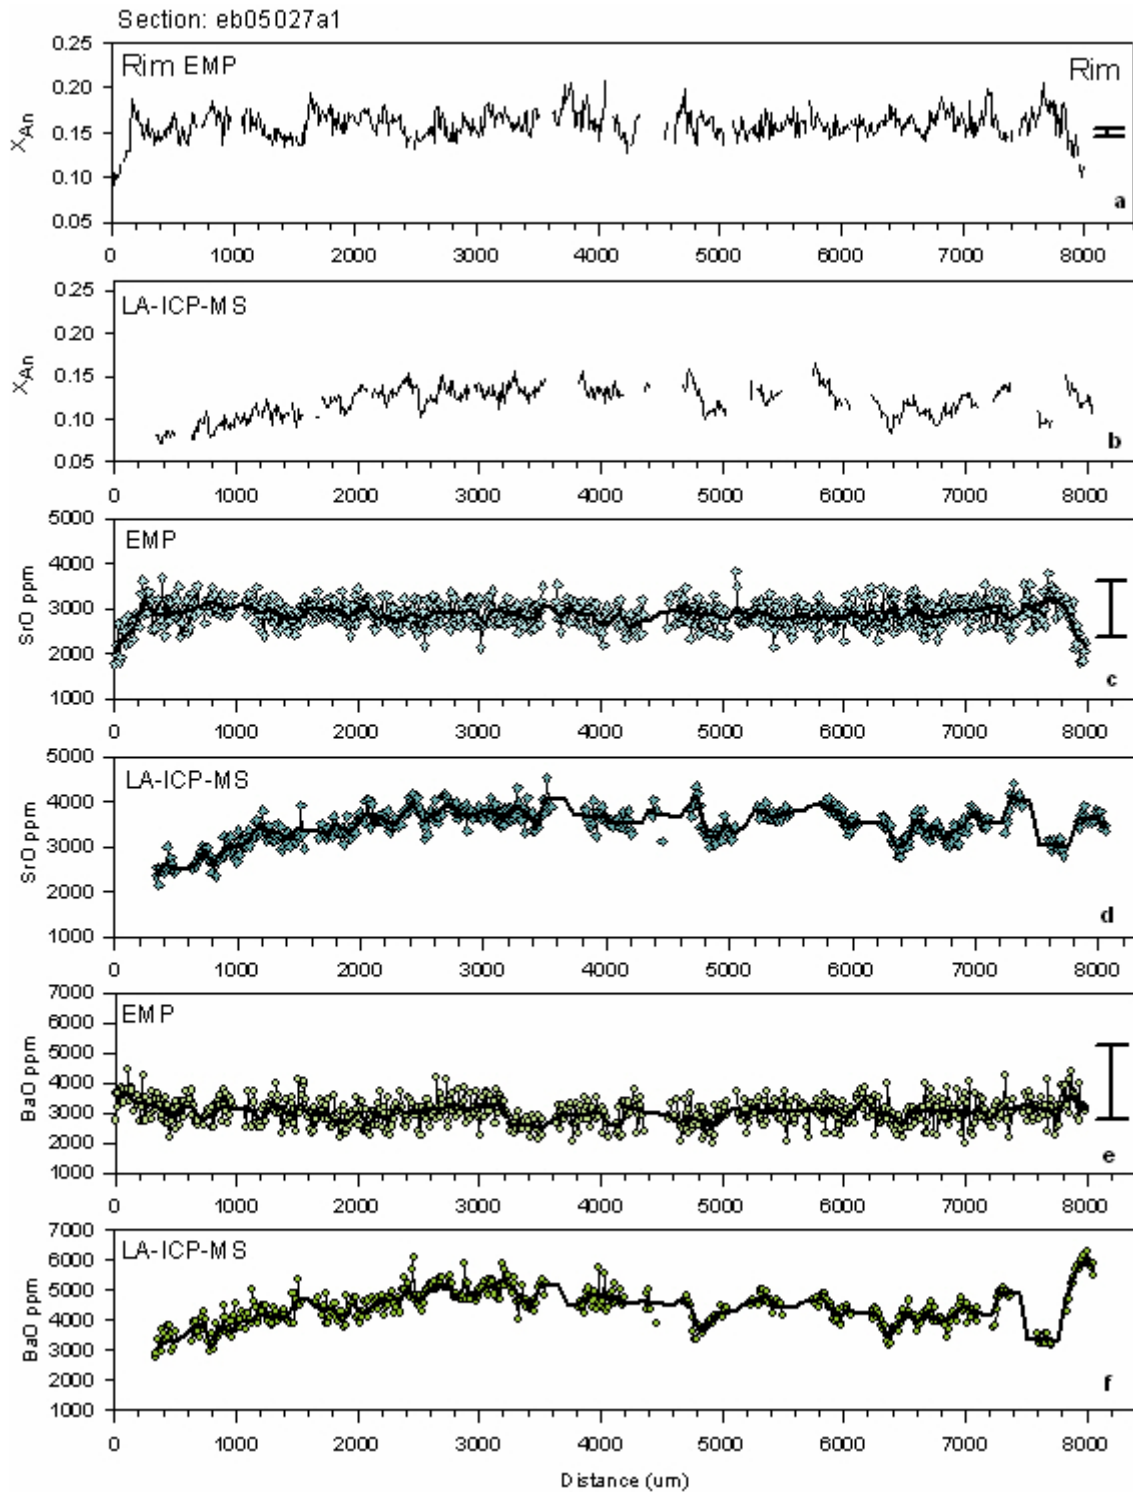 Section: eb05027a1
0.25
Rim EMP
Rim
0.20
0.15
0.10
0.05
XAn
a
0 1000 2000 3000 4000 5000 6000 7000 8000
0.25
LA-ICP-MS
0.20
0.15
0.10
0.05
XAn
b
0 1000 2000 3000 4000 5000 6000 7000 8000
5000
EMP
4000
3000
2000
1000
SrO ppm
c
0 1000 2000 3000 4000 5000 6000 7000 8000
5000
LA-ICP-MS
4000
3000
2000
1000
SrO ppm
d
0 1000 2000 3000 4000 5000 6000 7000 8000
7000
EMP
6000
5000
4000
3000
2000
1000
BaO ppm
e
0 1000 2000 3000 4000 5000 6000 7000 8000
7000
LA-ICP-MS
6000
5000
4000
3000
2000
1000
BaO ppm
f
0 1000 2000 3000 4000 5000 6000 7000 8000
Distance (um)